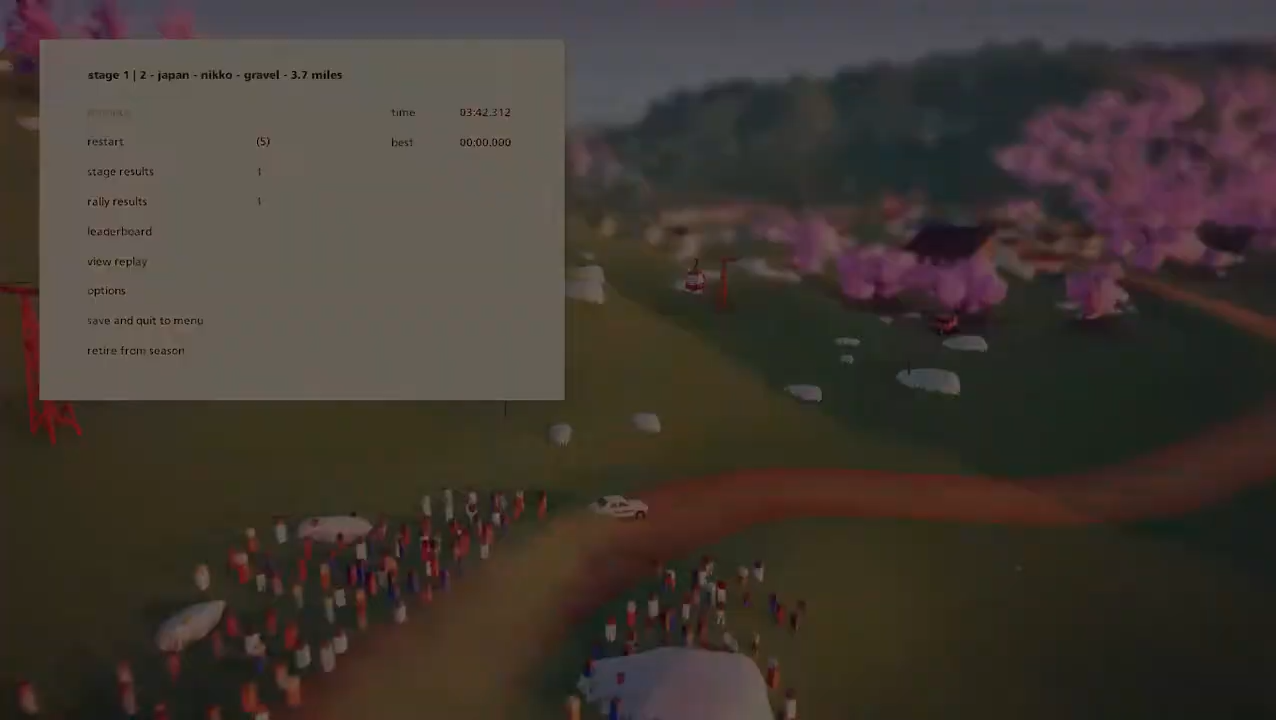 stage 1 | 2 - japan - nikko - gravel - 3.7 miles
time 03:42.312
restart (5) best 00:00.000
stage results 1
rally results 1
leaderboard
view replay
options
save and quit to menu
retire from season